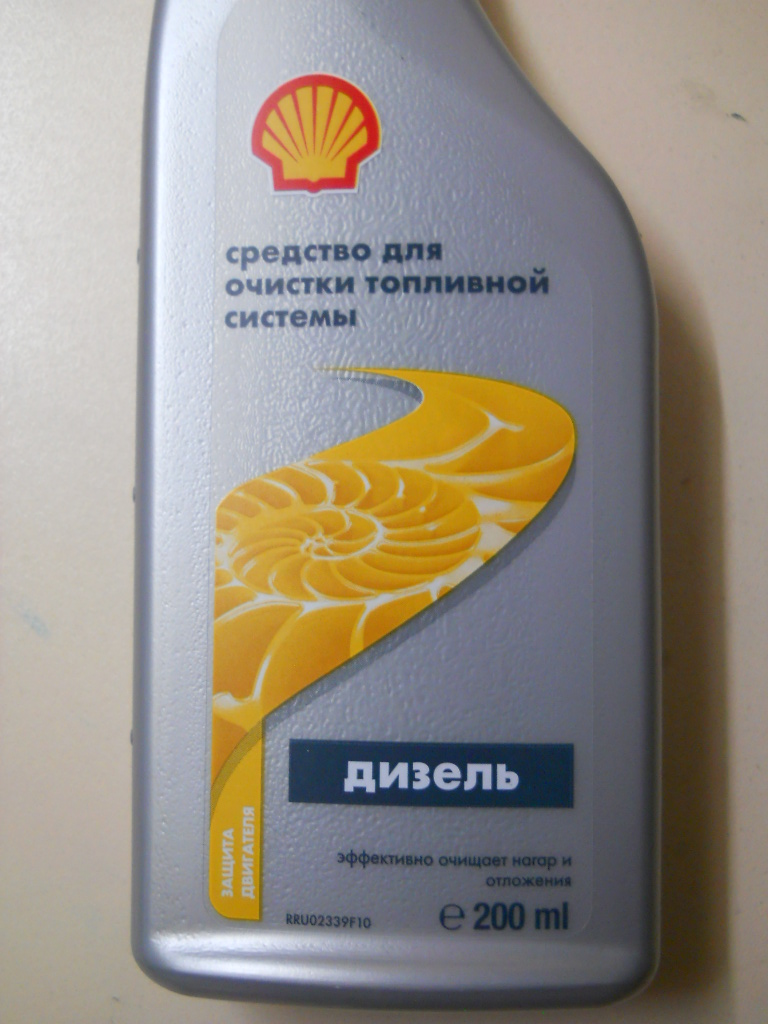 средство для
очистки топливной
системы
дизель
ЗАЩИТА
ДВИГАТЕЛЯ
эффективно очищает нагар и
отложения
RRU02339F10
℮ 200 ml